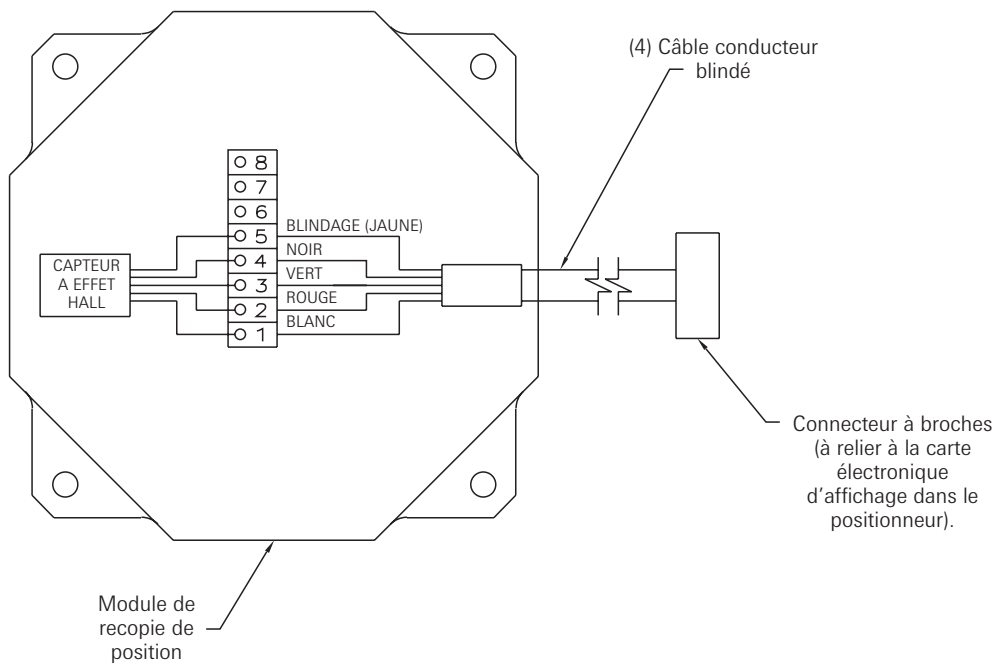 (4) Câble conducteur
blindé
8
7
6
5
4
3
2
1
BLINDAGE (JAUNE)
NOIR
VERT
ROUGE
BLANC
CAPTEUR
A EFFET
HALL
Connecteur à broches
(à relier à la carte
électronique
d'affichage dans le
positionneur).
Module de
recopie de
position